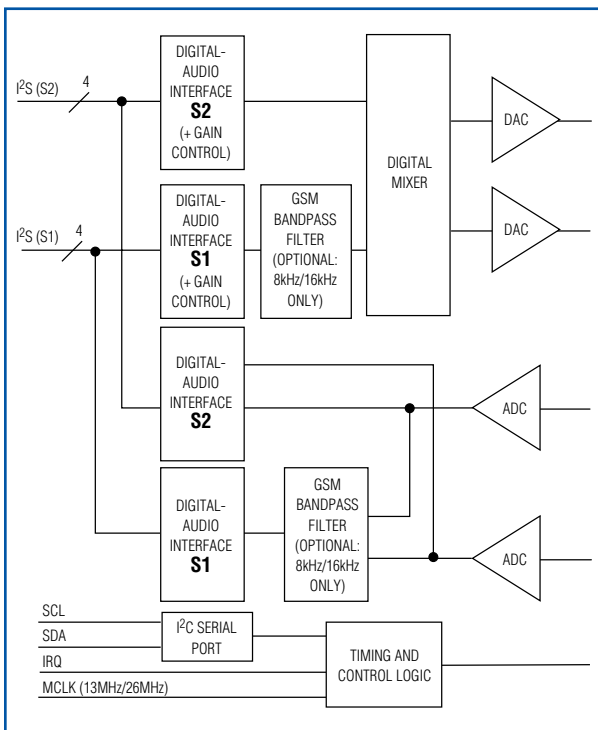 I²S (S2)
4
DIGITAL-
AUDIO
INTERFACE
S2
(+ GAIN
CONTROL)
DIGITAL
MIXER
DAC
I²S (S1)
4
DIGITAL-
AUDIO
INTERFACE
S1
(+ GAIN
CONTROL)
GSM
BANDPASS
FILTER
(OPTIONAL:
8kHz/16kHz
ONLY)
DAC
DIGITAL-
AUDIO
INTERFACE
S2
ADC
DIGITAL-
AUDIO
INTERFACE
S1
GSM
BANDPASS
FILTER
(OPTIONAL:
8kHz/16kHz
ONLY)
ADC
SCL
SDA
IRQ
MCLK (13MHz/26MHz)
I²C SERIAL
PORT
TIMING AND
CONTROL LOGIC